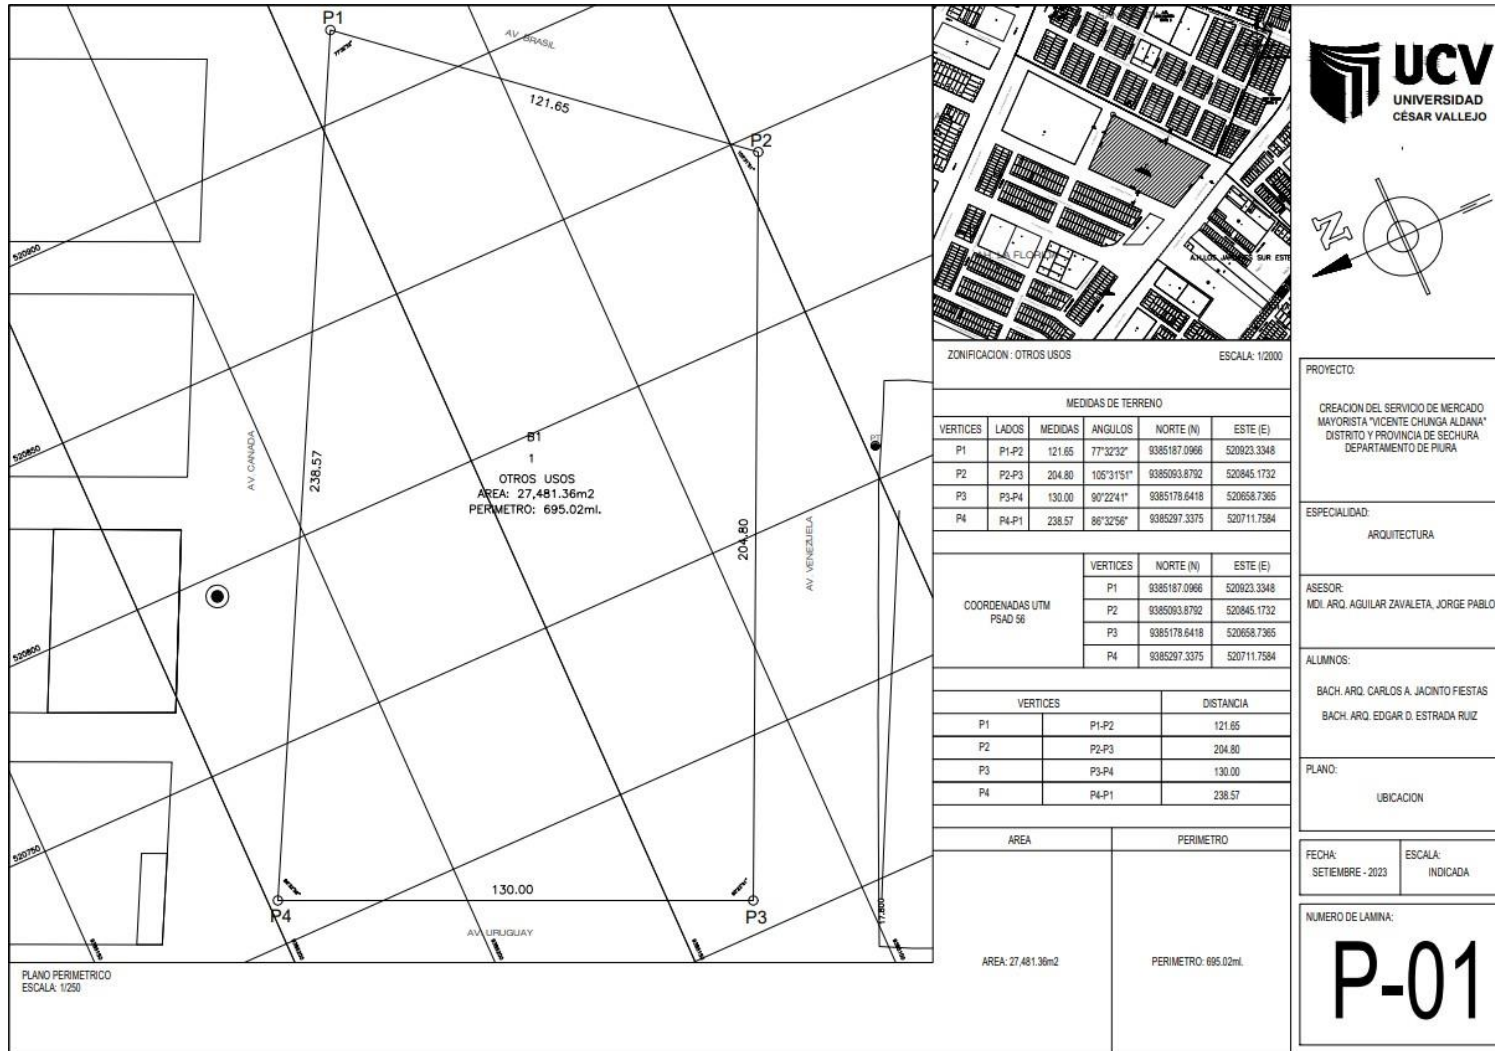 P1
AV. BRASIL
121.65
P2
520900
AV. CANADA
238.57
520850
B1
1
OTROS USOS
AREA: 27,481.36m2
PERIMETRO: 695.02ml.
PT
204.80
AV. VENEZUELA
520800
520750
130.00
P4
P3
AV. URUGUAY
17.800
PLANO PERIMETRICO
ESCALA: 1/250
A.H. LA FLORIDA
A.H.LOS JARDINES SUR ESTE
ZONIFICACION : OTROS USOS
ESCALA: 1/2000
MEDIDAS DE TERRENO
VERTICES LADOS MEDIDAS ANGULOS NORTE (N) ESTE (E)
P1 P1-P2 121.65 77°32'32" 9385187.0966 520923.3348
P2 P2-P3 204.80 105°31'51" 9385093.8792 520845.1732
P3 P3-P4 130.00 90°22'41" 9385178.6418 520658.7365
P4 P4-P1 238.57 86°32'56" 9385297.3375 520711.7584
COORDENADAS UTM
PSAD 56
VERTICES NORTE (N) ESTE (E)
P1 9385187.0966 520923.3348
P2 9385093.8792 520845.1732
P3 9385178.6418 520658.7365
P4 9385297.3375 520711.7584
VERTICES DISTANCIA
P1 P1-P2 121.65
P2 P2-P3 204.80
P3 P3-P4 130.00
P4 P4-P1 238.57
AREA PERIMETRO
AREA: 27,481.36m2 PERIMETRO: 695.02ml.
UCV
UNIVERSIDAD
CÉSAR VALLEJO
N
PROYECTO:
CREACION DEL SERVICIO DE MERCADO
MAYORISTA "VICENTE CHUNGA ALDANA"
DISTRITO Y PROVINCIA DE SECHURA
DEPARTAMENTO DE PIURA
ESPECIALIDAD:
ARQUITECTURA
ASESOR:
MDI. ARQ. AGUILAR ZAVALETA, JORGE PABLO
ALUMNOS:
BACH. ARQ. CARLOS A. JACINTO FIESTAS
BACH. ARQ. EDGAR D. ESTRADA RUIZ
PLANO:
UBICACION
FECHA:
SETIEMBRE - 2023
ESCALA:
INDICADA
NUMERO DE LAMINA:
P-01